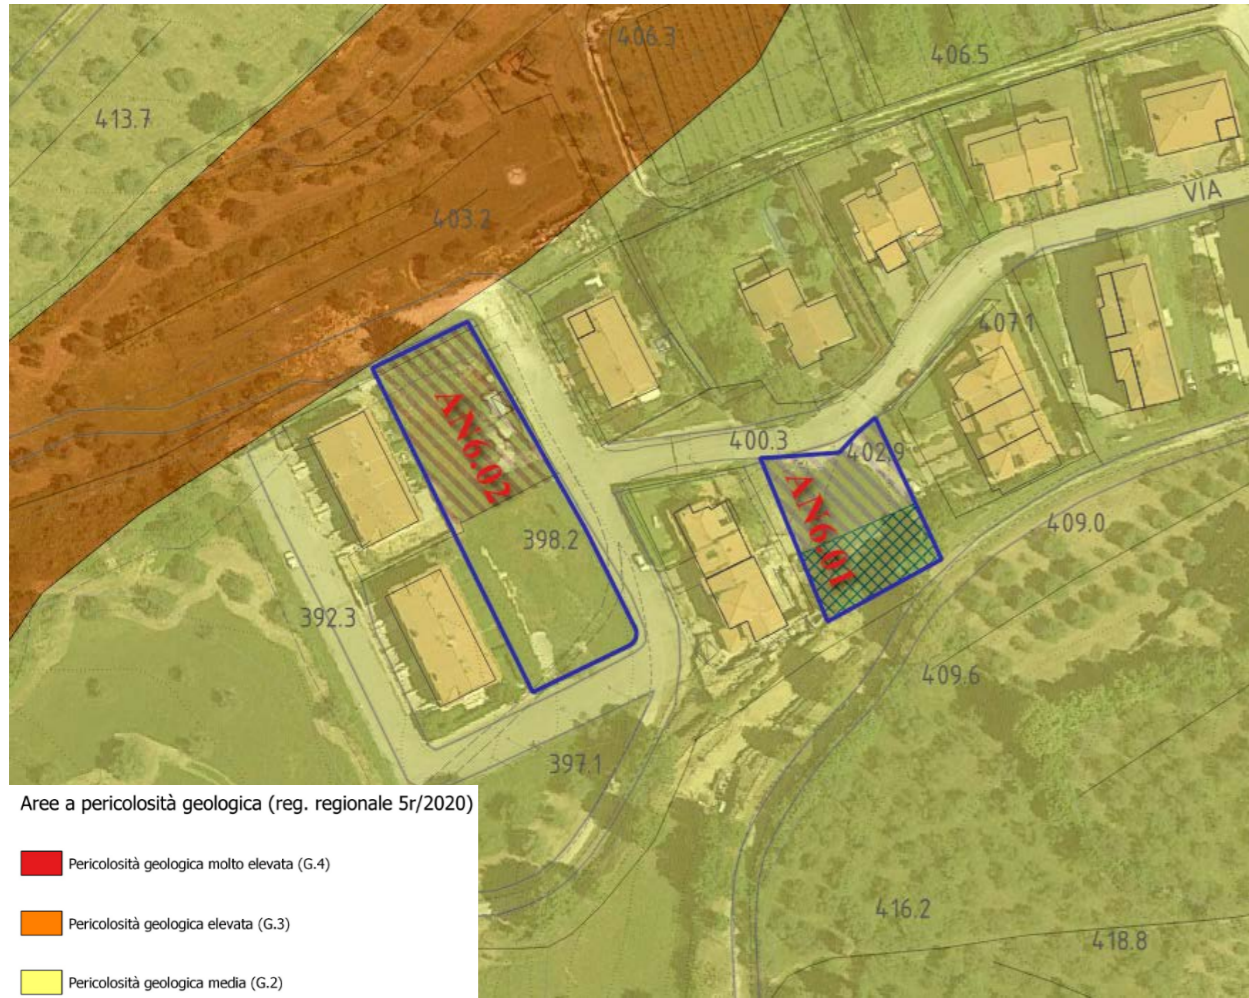 406.3
406.5
413.7
VIA
403.2
407.1
AN6.02
400.3
402.9
AN6.01
409.0
398.2
392.3
409.6
397.1
Aree a pericolosità geologica (reg. regionale 5r/2020)
Pericolosità geologica molto elevata (G.4)
Pericolosità geologica elevata (G.3)
416.2
418.8
Pericolosità geologica media (G.2)